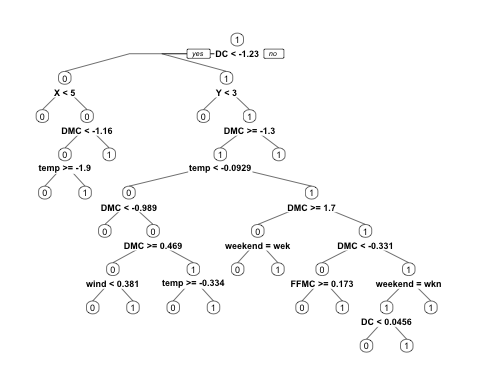 1
yes DC < -1.23 no
0 1
X < 5 Y < 3
0 0 0 1
DMC < -1.16 DMC >= -1.3
0 1 1 1
temp >= -1.9 temp < -0.0929
0 1 0 1
DMC < -0.989 DMC >= 1.7
0 0 0 1
DMC >= 0.469 weekend = wek DMC < -0.331
0 1 0 1 0 1
wind < 0.381 temp >= -0.334 FFMC >= 0.173 weekend = wkn
0 1 0 1 0 1 1 1
DC < 0.0456
0 1